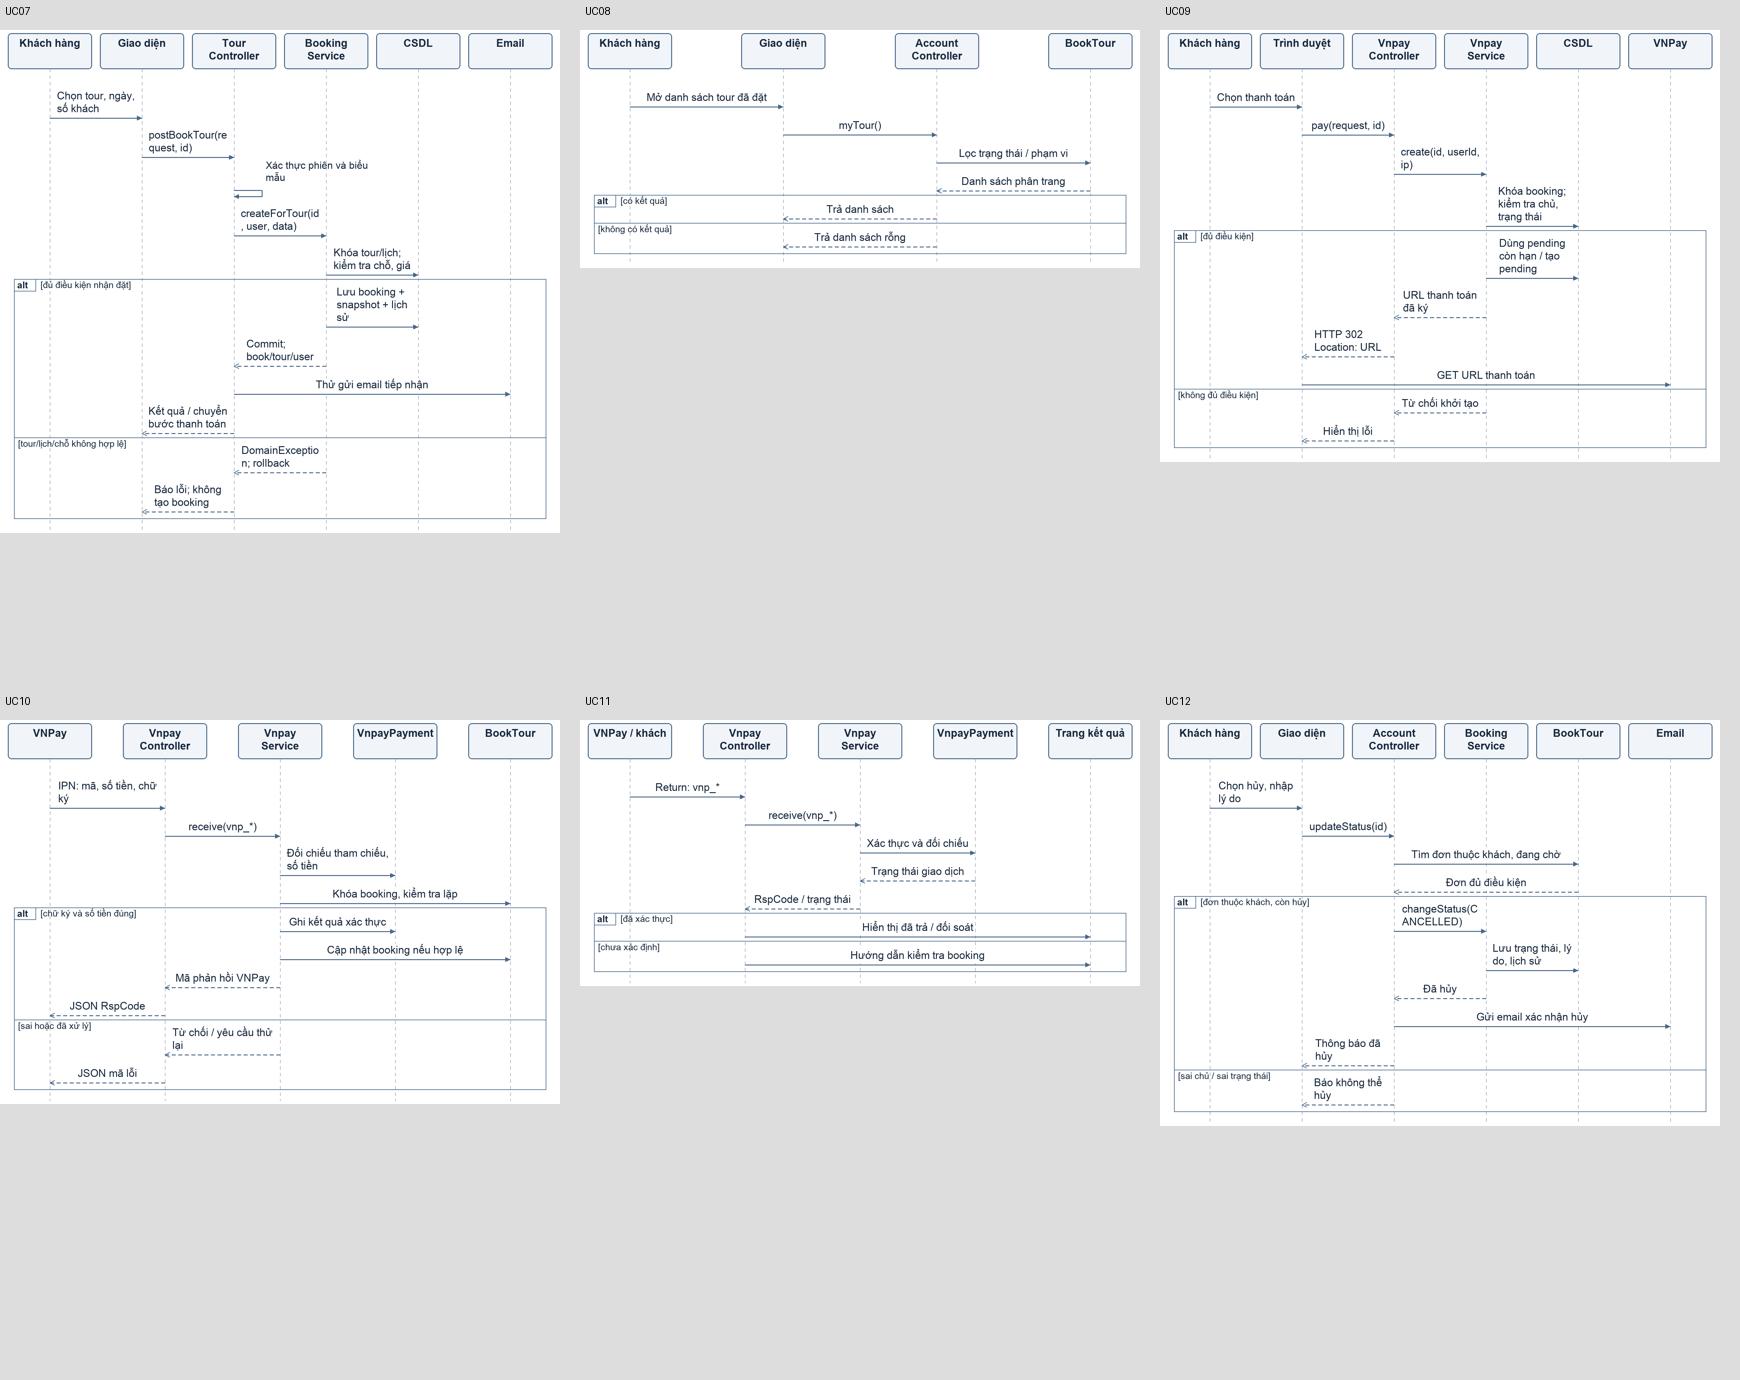 UC07
Khách hàng
Giao diện
Tour
Controller
Booking
Service
CSDL
Email
Chọn tour, ngày,
số khách
postBookTour(re
quest, id)
Xác thực phiên và biểu
mẫu
createForTour(id
, user, data)
Khóa tour/lịch;
kiểm tra chỗ, giá
alt
[đủ điều kiện nhận đặt]
Lưu booking +
snapshot + lịch
sử
Commit;
book/tour/user
Thử gửi email tiếp nhận
Kết quả / chuyển
bước thanh toán
[tour/lịch/chỗ không hợp lệ]
DomainExceptio
n; rollback
Báo lỗi; không
tạo booking
UC08
Khách hàng
Giao diện
Account
Controller
BookTour
Mở danh sách tour đã đặt
myTour()
Lọc trạng thái / phạm vi
Danh sách phân trang
alt
[có kết quả]
Trả danh sách
[không có kết quả]
Trả danh sách rỗng
UC09
Khách hàng
Trình duyệt
Vnpay
Controller
Vnpay
Service
CSDL
VNPay
Chọn thanh toán
pay(request, id)
create(id, userId,
ip)
Khóa booking;
kiểm tra chủ,
trạng thái
alt
[đủ điều kiện]
Dùng pending
còn hạn / tạo
pending
URL thanh toán
đã ký
HTTP 302
Location: URL
GET URL thanh toán
[không đủ điều kiện]
Từ chối khởi tạo
Hiển thị lỗi
UC10
VNPay
Vnpay
Controller
Vnpay
Service
VnpayPayment
BookTour
IPN: mã, số tiền, chữ
ký
receive(vnp_*)
Đối chiếu tham chiếu,
số tiền
Khóa booking, kiểm tra lặp
alt
[chữ ký và số tiền đúng]
Ghi kết quả xác thực
Cập nhật booking nếu hợp lệ
Mã phản hồi VNPay
JSON RspCode
[sai hoặc đã xử lý]
Từ chối / yêu cầu thử
lại
JSON mã lỗi
UC11
VNPay / khách
Vnpay
Controller
Vnpay
Service
VnpayPayment
Trang kết quả
Return: vnp_*
receive(vnp_*)
Xác thực và đối chiếu
Trạng thái giao dịch
RspCode / trạng thái
alt
[đã xác thực]
Hiển thị đã trả / đối soát
[chưa xác định]
Hướng dẫn kiểm tra booking
UC12
Khách hàng
Giao diện
Account
Controller
Booking
Service
BookTour
Email
Chọn hủy, nhập
lý do
updateStatus(id)
Tìm đơn thuộc khách, đang chờ
Đơn đủ điều kiện
alt
[đơn thuộc khách, còn hủy]
changeStatus(C
ANCELLED)
Lưu trạng thái, lý
do, lịch sử
Đã hủy
Gửi email xác nhận hủy
Thông báo đã
hủy
[sai chủ / sai trạng thái]
Báo không thể
hủy